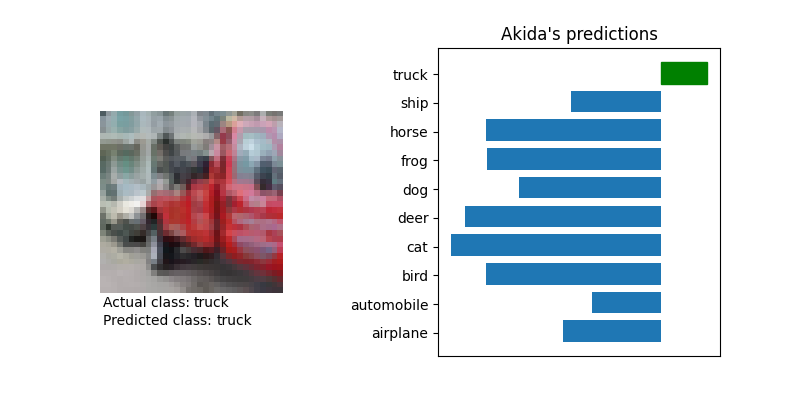 Akida's predictions
truck
ship
horse
frog
dog
deer
cat
bird
automobile
airplane
Actual class: truck
Predicted class: truck